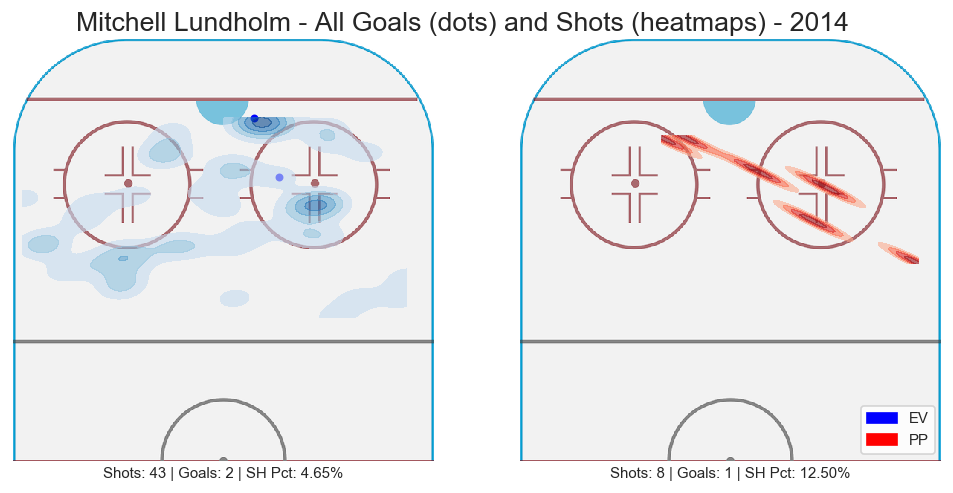 Mitchell Lundholm - All Goals (dots) and Shots (heatmaps) - 2014
EV
PP
Shots: 43 | Goals: 2 | SH Pct: 4.65%
Shots: 8 | Goals: 1 | SH Pct: 12.50%